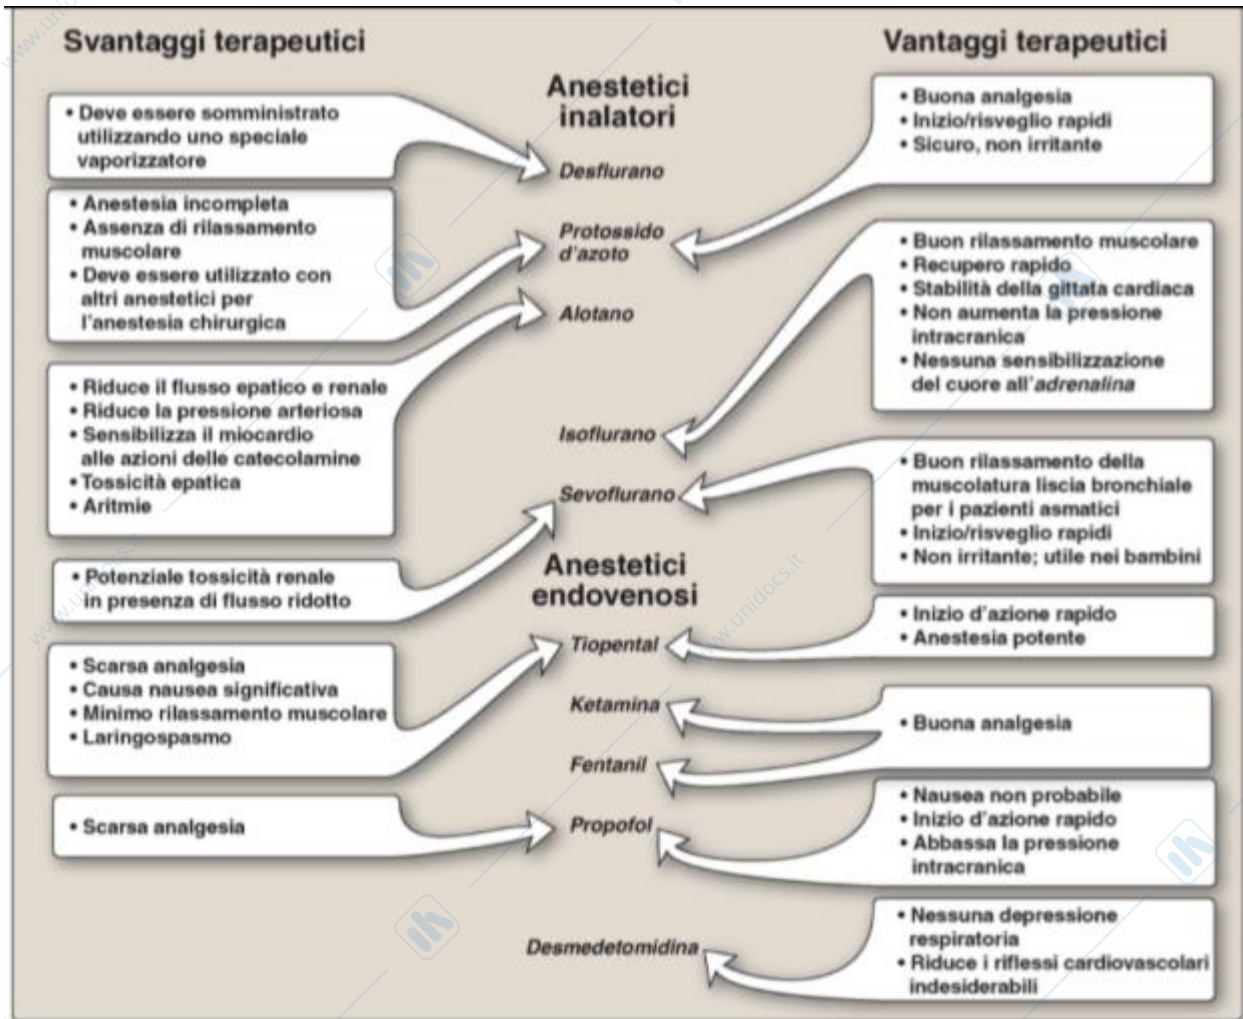 Svantaggi terapeutici
• Deve essere somministrato
utilizzando uno speciale
vaporizzatore
• Anestesia incompleta
• Assenza di rilassamento
muscolare
• Deve essere utilizzato con
altri anestetici per
l'anestesia chirurgica
• Riduce il flusso epatico e renale
• Riduce la pressione arteriosa
• Sensibilizza il miocardio
alle azioni delle catecolamine
• Tossicità epatica
• Aritmie
• Potenziale tossicità renale
in presenza di flusso ridotto
• Scarsa analgesia
• Causa nausea significativa
• Minimo rilassamento muscolare
• Laringospasmo
• Scarsa analgesia
Anestetici
inalatori
Desflurano
Protossido
d'azoto
Alotano
Isoflurano
Sevoflurano
Anestetici
endovenosi
Tiopental
Ketamina
Fentanil
Propofol
Desmedetomidina
Vantaggi terapeutici
• Buona analgesia
• Inizio/risveglio rapidi
• Sicuro, non irritante
• Buon rilassamento muscolare
• Recupero rapido
• Stabilità della gittata cardiaca
• Non aumenta la pressione
intracranica
• Nessuna sensibilizzazione
del cuore all'adrenalina
• Buon rilassamento della
muscolatura liscia bronchiale
per i pazienti asmatici
• Inizio/risveglio rapidi
• Non irritante; utile nei bambini
• Inizio d'azione rapido
• Anestesia potente
• Buona analgesia
• Nausea non probabile
• Inizio d'azione rapido
• Abbassa la pressione
intracranica
• Nessuna depressione
respiratoria
• Riduce i riflessi cardiovascolari
indesiderabili
www.unidocs.it